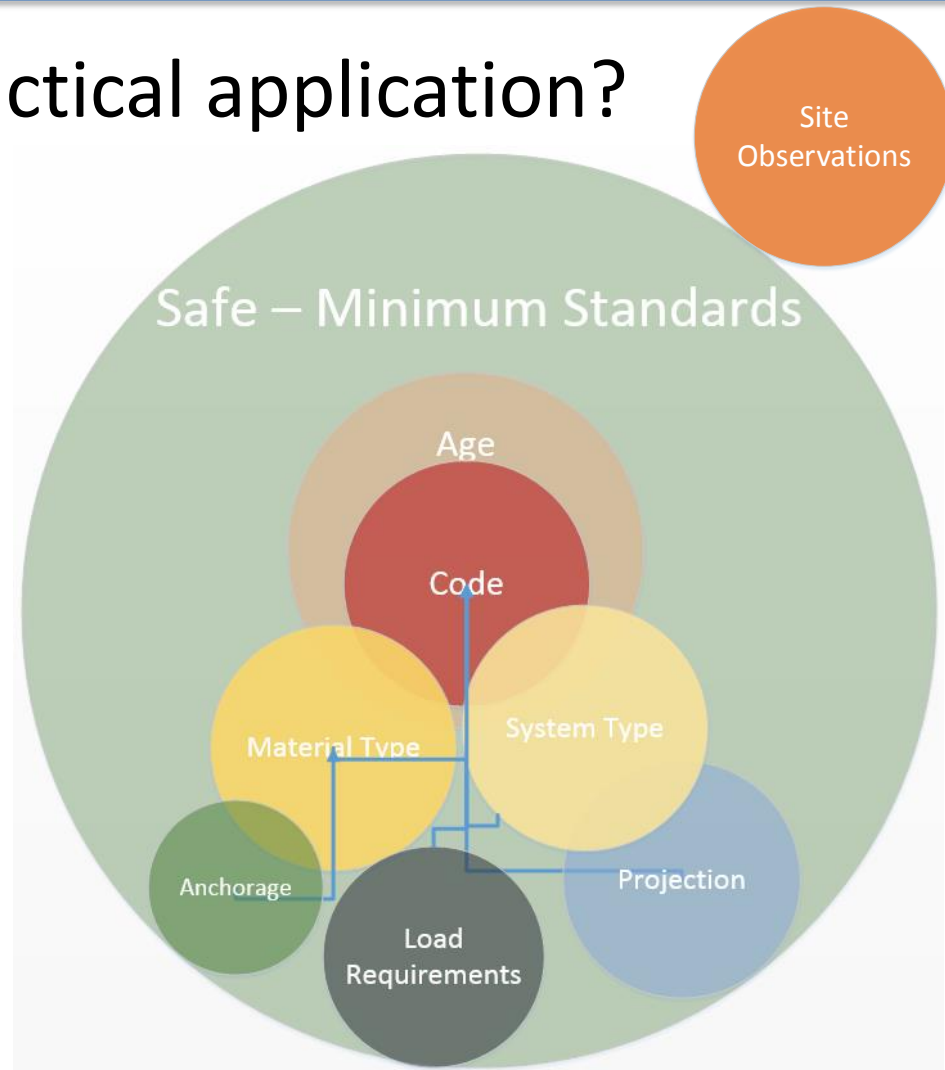 ctical application?
Site
Observations
Safe – Minimum Standards
Age
Code
System Type
Material Type
Projection
Anchorage
Load
Requirements